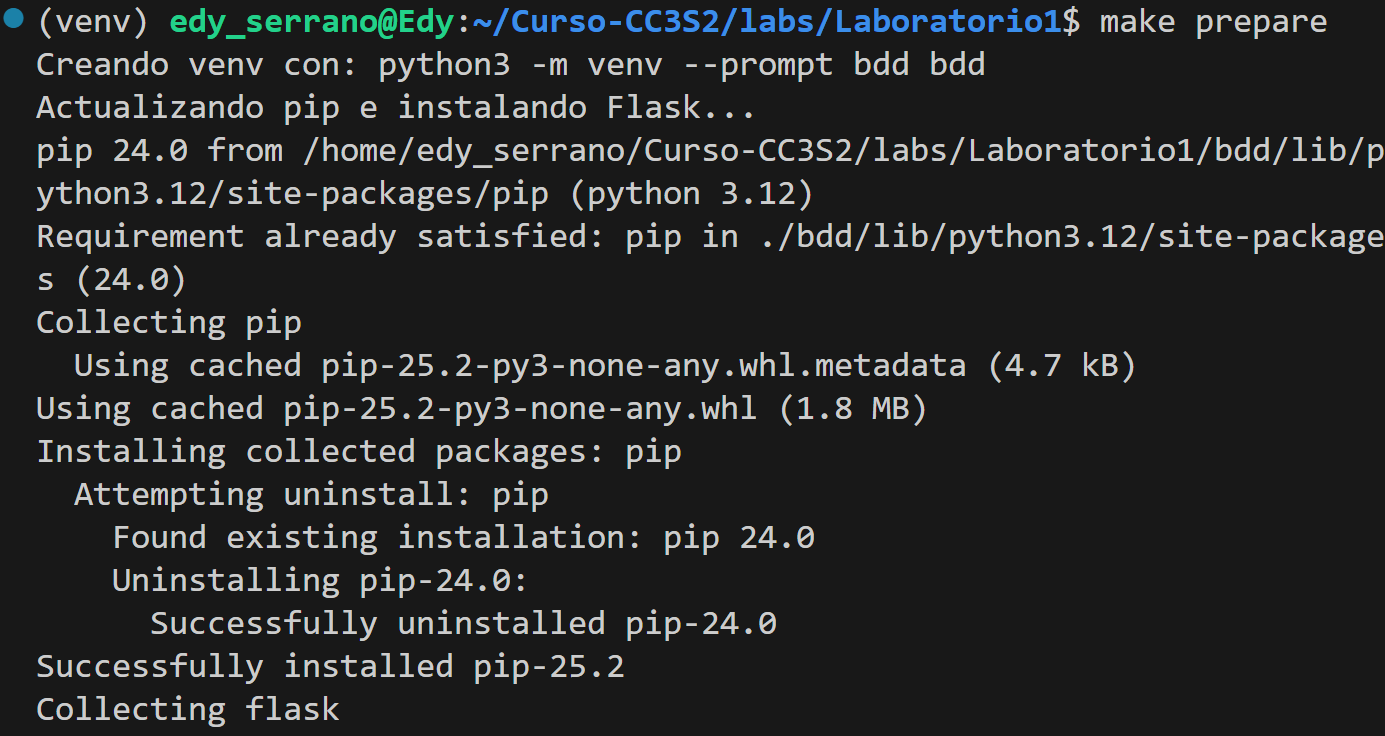 (venv) edy_serrano@Edy:~/Curso-CC3S2/labs/Laboratorio1$ make prepare
Creando venv con: python3 -m venv --prompt bdd bdd
Actualizando pip e instalando Flask...
pip 24.0 from /home/edy_serrano/Curso-CC3S2/labs/Laboratorio1/bdd/lib/p
ython3.12/site-packages/pip (python 3.12)
Requirement already satisfied: pip in ./bdd/lib/python3.12/site-package
s (24.0)
Collecting pip
  Using cached pip-25.2-py3-none-any.whl.metadata (4.7 kB)
Using cached pip-25.2-py3-none-any.whl (1.8 MB)
Installing collected packages: pip
  Attempting uninstall: pip
    Found existing installation: pip 24.0
    Uninstalling pip-24.0:
      Successfully uninstalled pip-24.0
Successfully installed pip-25.2
Collecting flask